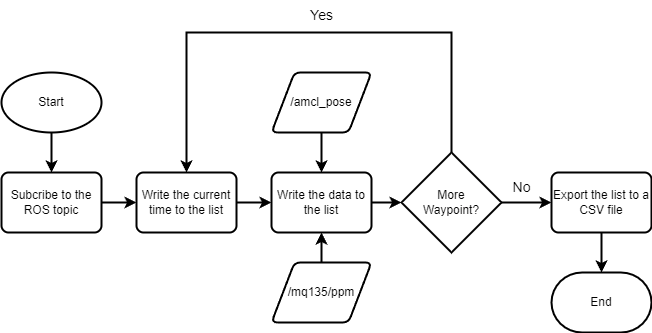 Yes
Start
/amcl_pose
Subcribe to the
ROS topic
Write the current
time to the list
Write the data to
the list
More
Waypoint?
No
Export the list to a
CSV file
/mq135/ppm
End